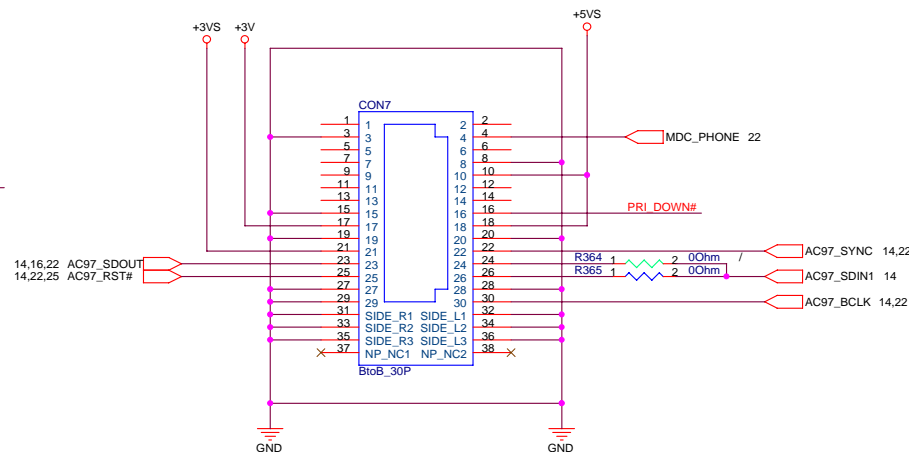 +3VS +3V +5VS
CON7
1 1 2 2
3 3 4 4 MDC_PHONE 22
5 5 6 6
7 7 8 8
9 9 10 10
11 11 12 12
13 13 14 14
15 15 16 16 PRI_DOWN#
17 17 18 18
19 19 20 20
21 21 22 22 AC97_SYNC 14,22
14,16,22 AC97_SDOUT 23 23 24 24 R364 1 2 0Ohm /
14,22,25 AC97_RST# 25 25 26 26 R365 1 2 0Ohm AC97_SDIN1 14
27 27 28 28
29 29 30 30 AC97_BCLK 14,22
31 SIDE_R1 SIDE_L1 32
33 SIDE_R2 SIDE_L2 34
35 SIDE_R3 SIDE_L3 36
37 NP_NC1 NP_NC2 38
BtoB_30P
GND GND